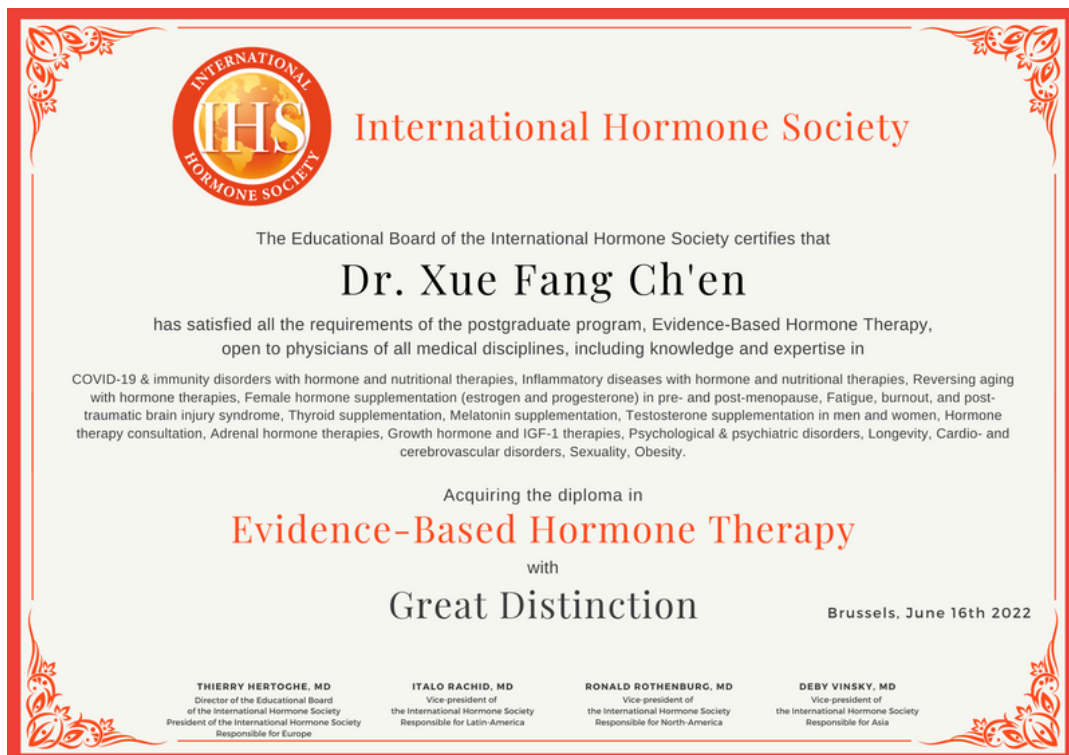 INTERNATIONAL
IHS
HORMONE SOCIETY
International Hormone Society
The Educational Board of the International Hormone Society certifies that
Dr. Xue Fang Ch'en
has satisfied all the requirements of the postgraduate program, Evidence-Based Hormone Therapy,
open to physicians of all medical disciplines, including knowledge and expertise in
COVID-19 & immunity disorders with hormone and nutritional therapies, Inflammatory diseases with hormone and nutritional therapies, Reversing aging
with hormone therapies, Female hormone supplementation (estrogen and progesterone) in pre- and post-menopause, Fatigue, burnout, and post-
traumatic brain injury syndrome, Thyroid supplementation, Melatonin supplementation, Testosterone supplementation in men and women, Hormone
therapy consultation, Adrenal hormone therapies, Growth hormone and IGF-1 therapies, Psychological & psychiatric disorders, Longevity, Cardio- and
cerebrovascular disorders, Sexuality, Obesity.
Acquiring the diploma in
Evidence-Based Hormone Therapy
with
Great Distinction
Brussels, June 16th 2022
THIERRY HERTOGHE, MD
Director of the Educational Board
of the International Hormone Society
President of the International Hormone Society
Responsible for Europe
ITALO RACHID, MD
Vice-president of
the International Hormone Society
Responsible for Latin-America
RONALD ROTHENBURG, MD
Vice-president of
the International Hormone Society
Responsible for North-America
DEBY VINSKY, MD
Vice-president of
the International Hormone Society
Responsible for Asia